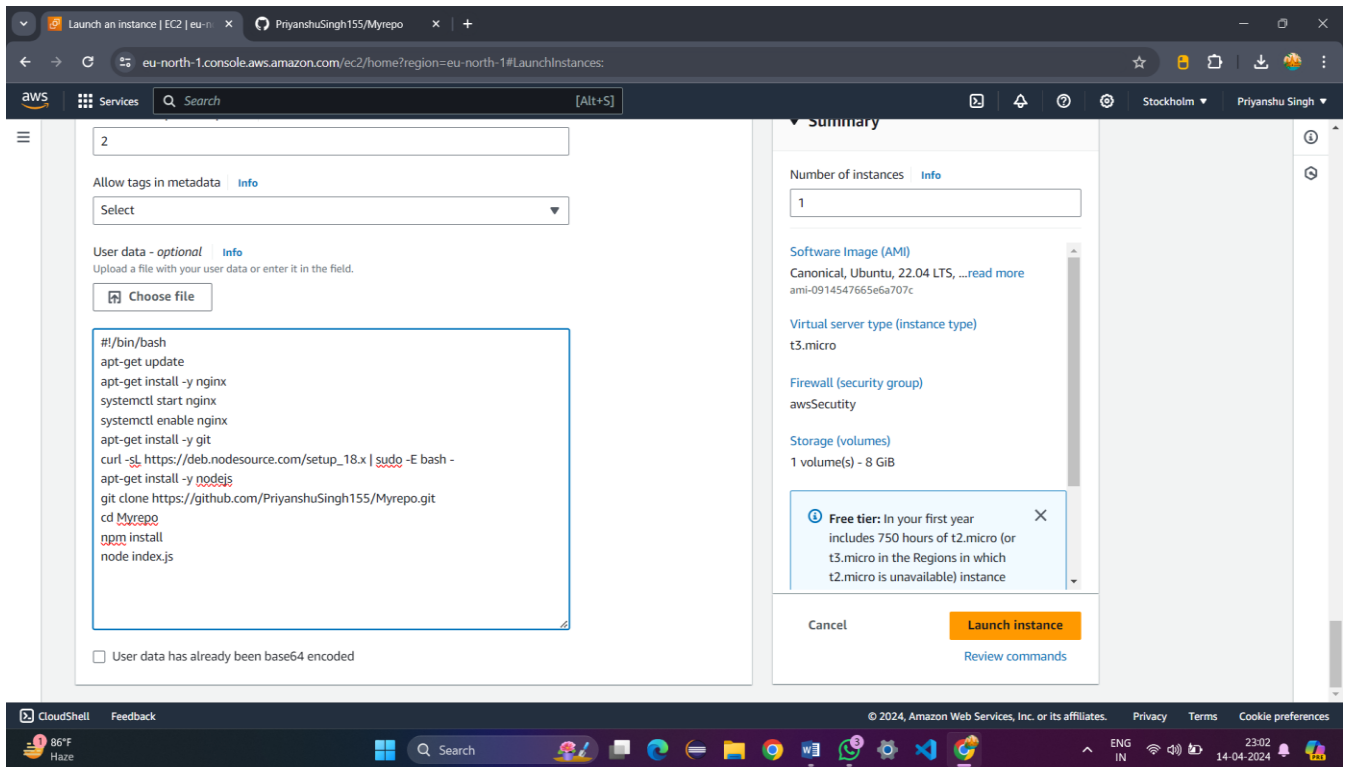 Launch an instance | EC2 | eu-n
PriyanshuSingh155/Myrepo
eu-north-1.console.aws.amazon.com/ec2/home?region=eu-north-1#LaunchInstances:
aws
Services
Search
[Alt+S]
Stockholm
Priyanshu Singh
2
Allow tags in metadata
Info
Select
User data - optional
Info
Upload a file with your user data or enter it in the field.
Choose file
#!/bin/bash
apt-get update
apt-get install -y nginx
systemctl start nginx
systemctl enable nginx
apt-get install -y git
curl -sL https://deb.nodesource.com/setup_18.x | sudo -E bash -
apt-get install -y nodejs
git clone https://github.com/PriyanshuSingh155/Myrepo.git
cd Myrepo
npm install
node index.js
User data has already been base64 encoded
Summary
Number of instances
Info
1
Software Image (AMI)
Canonical, Ubuntu, 22.04 LTS, ...read more
ami-0914547665e6a707c
Virtual server type (instance type)
t3.micro
Firewall (security group)
awsSecutity
Storage (volumes)
1 volume(s) - 8 GiB
Free tier: In your first year
includes 750 hours of t2.micro (or
t3.micro in the Regions in which
t2.micro is unavailable) instance
Cancel
Launch instance
Review commands
CloudShell
Feedback
© 2024, Amazon Web Services, Inc. or its affiliates.
Privacy
Terms
Cookie preferences
1
86°F
Haze
Search
3
ENG
IN
23:02
14-04-2024
PRE